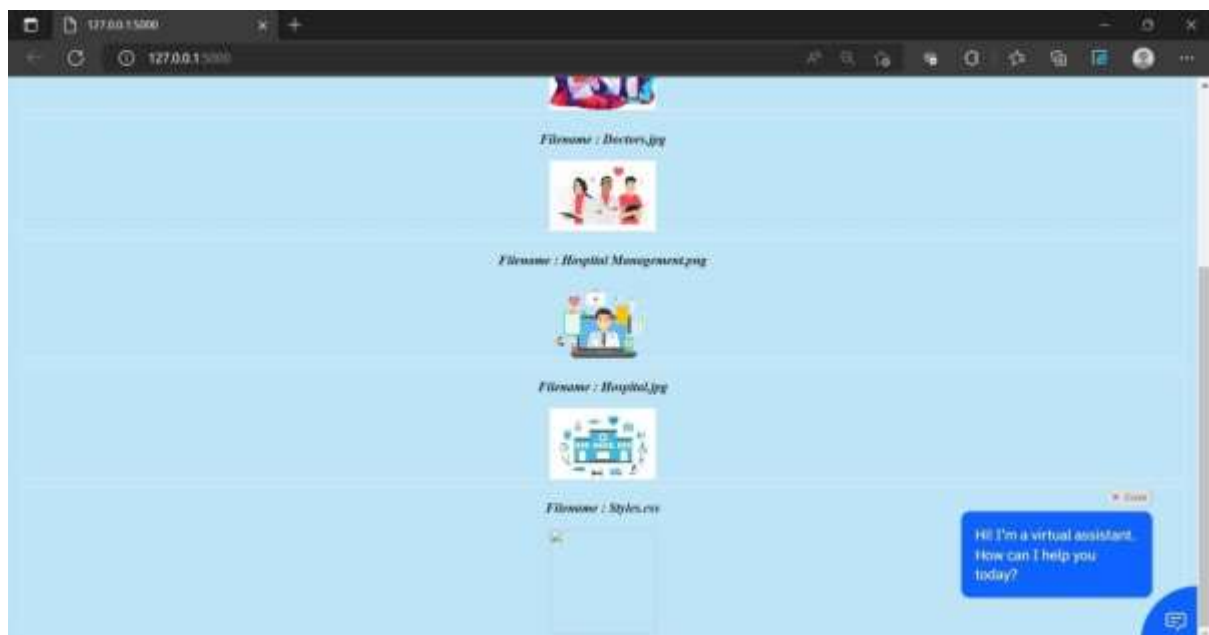 127.0.0.1:5000
127.0.0.1:5000
Filename : Doctors.jpg
Filename : Hospital Management.png
Filename : Hospital.jpg
Filename : Styles.css
× Close
Hi! I'm a virtual assistant.
How can I help you
today?